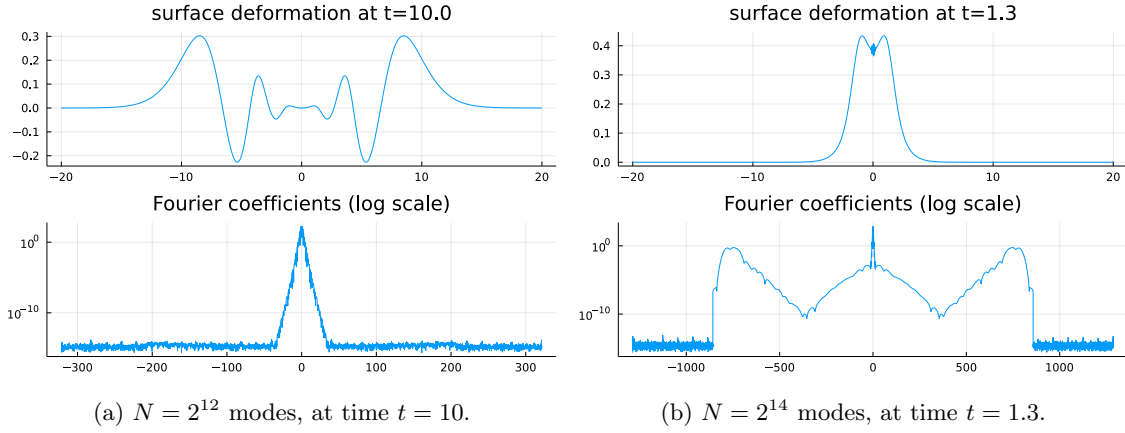 surface deformation at t=10.0
0.3
0.2
0.1
0.0
−0.1
−0.2
−20 −10 0 10 20
Fourier coefficients (log scale)
10^0
10^−10
−300 −200 −100 0 100 200 300
(a) N = 2^12 modes, at time t = 10.
surface deformation at t=1.3
0.4
0.3
0.2
0.1
0.0
−20 −10 0 10 20
Fourier coefficients (log scale)
10^0
10^−10
−1000 −500 0 500 1000
(b) N = 2^14 modes, at time t = 1.3.